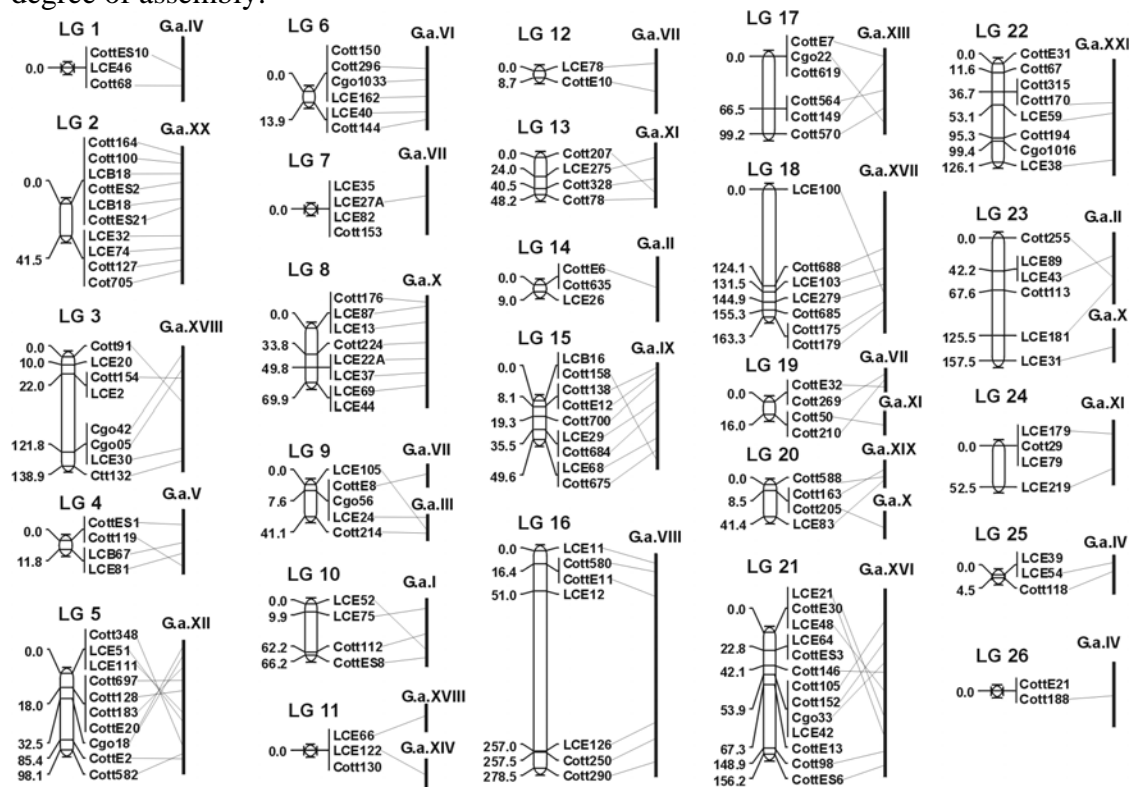 degree of assembly.
LG 1
G.a.IV
0.0
CottES10
LCE46
Cott68
LG 2
G.a.XX
0.0
41.5
Cott164
Cott100
LCB18
CottES2
LCB18
CottES21
LCE32
LCE74
Cott127
Cot705
LG 3
G.a.XVIII
0.0
10.0
22.0
121.8
138.9
Cott91
LCE20
Cott154
LCE2
Cgo42
Cgo05
LCE30
Ctt132
LG 4
G.a.V
0.0
11.8
CottES1
Cott119
LCB67
LCE81
LG 5
G.a.XII
0.0
18.0
32.5
85.4
98.1
Cott348
LCE51
LCE111
Cott697
Cott128
Cott183
CottE20
Cgo18
CottE2
Cott582
LG 6
G.a.VI
0.0
13.9
Cott150
Cott296
Cgo1033
LCE162
LCE40
Cott144
LG 7
G.a.VII
0.0
LCE35
LCE27A
LCE82
Cott153
LG 8
G.a.X
0.0
33.8
49.8
69.9
Cott176
LCE87
LCE13
Cott224
LCE22A
LCE37
LCE69
LCE44
LG 9
G.a.VII
G.a.III
0.0
7.6
41.1
LCE105
CottE8
Cgo56
LCE24
Cott214
LG 10
G.a.I
0.0
9.9
62.2
66.2
LCE52
LCE75
Cott112
CottES8
LG 11
G.a.XVIII
G.a.XIV
0.0
LCE66
LCE122
Cott130
LG 12
G.a.VII
0.0
8.7
LCE78
CottE10
LG 13
G.a.XI
0.0
24.0
40.5
48.2
Cott207
LCE275
Cott328
Cott78
LG 14
G.a.II
0.0
9.0
CottE6
Cott635
LCE26
LG 15
G.a.IX
0.0
8.1
19.3
35.5
49.6
LCB16
Cott158
Cott138
CottE12
Cott700
LCE29
Cott684
LCE68
Cott675
LG 16
G.a.VIII
0.0
16.4
51.0
257.0
257.5
278.5
LCE11
Cott580
CottE11
LCE12
LCE126
Cott250
Cott290
LG 17
G.a.XIII
0.0
66.5
99.2
CottE7
Cgo22
Cott619
Cott564
Cott149
Cott570
LG 18
G.a.XVII
0.0
124.1
131.5
144.9
155.3
163.3
LCE100
Cott688
LCE103
LCE279
Cott685
Cott175
Cott179
LG 19
G.a.VII
G.a.XI
0.0
16.0
CottE32
Cott269
Cott50
Cott210
LG 20
G.a.XIX
G.a.X
0.0
8.5
41.4
Cott588
Cott163
Cott205
LCE83
LG 21
G.a.XVI
0.0
22.8
42.1
53.9
67.3
148.9
156.2
LCE21
CottE30
LCE48
LCE64
CottES3
Cott146
Cott105
Cott152
Cgo33
LCE42
CottE13
Cott98
CottES6
LG 22
G.a.XXI
0.0
11.6
36.7
53.1
95.3
99.4
126.1
CottE31
Cott67
Cott315
Cott170
LCE59
Cott194
Cgo1016
LCE38
LG 23
G.a.II
G.a.X
0.0
42.2
67.6
125.5
157.5
Cott255
LCE89
LCE43
Cott113
LCE181
LCE31
LG 24
G.a.XI
0.0
52.5
LCE179
Cott29
LCE79
LCE219
LG 25
G.a.IV
0.0
4.5
LCE39
LCE54
Cott118
LG 26
G.a.IV
0.0
CottE21
Cott188